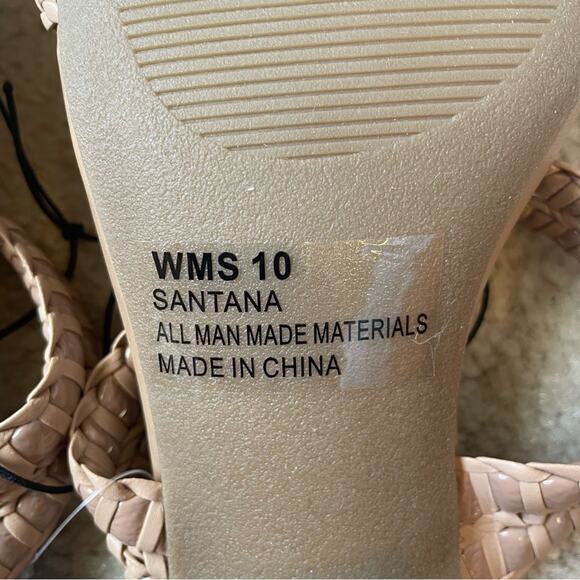 WMS 10
SANTANA
ALL MAN MADE MATERIALS
MADE IN CHINA